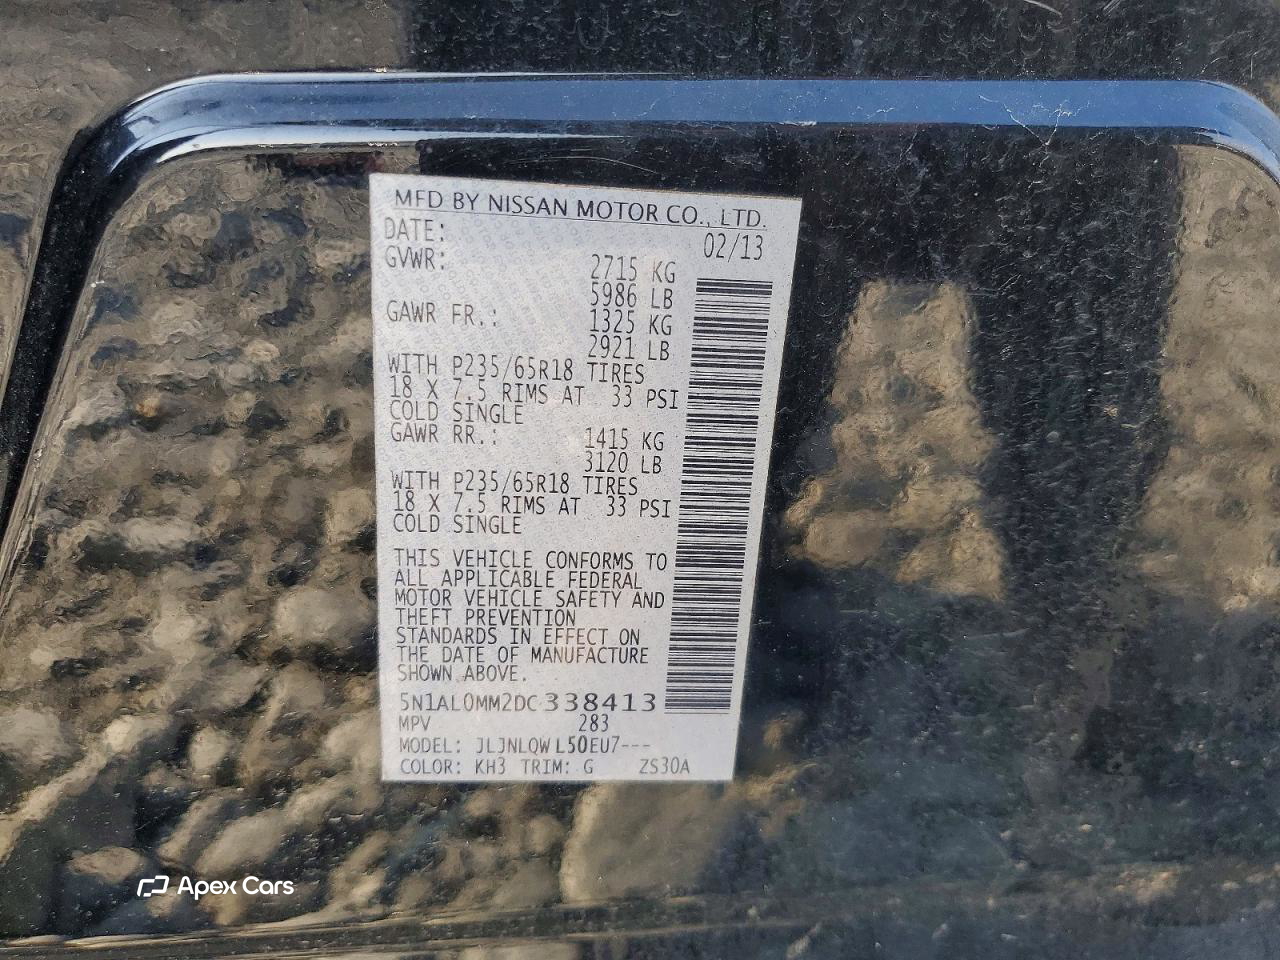 MFD BY NISSAN MOTOR CO., LTD.
DATE: 02/13
GVWR: 2715 KG
5986 LB
GAWR FR.: 1325 KG
2921 LB
WITH P235/65R18 TIRES
18 X 7.5 RIMS AT 33 PSI
COLD SINGLE
GAWR RR.: 1415 KG
3120 LB
WITH P235/65R18 TIRES
18 X 7.5 RIMS AT 33 PSI
COLD SINGLE
THIS VEHICLE CONFORMS TO
ALL APPLICABLE FEDERAL
MOTOR VEHICLE SAFETY AND
THEFT PREVENTION
STANDARDS IN EFFECT ON
THE DATE OF MANUFACTURE
SHOWN ABOVE.
5N1AL0MM2DC338413
MPV 283
MODEL: JLJNLQWL50EU7---
COLOR: KH3 TRIM: G ZS30A
Apex Cars